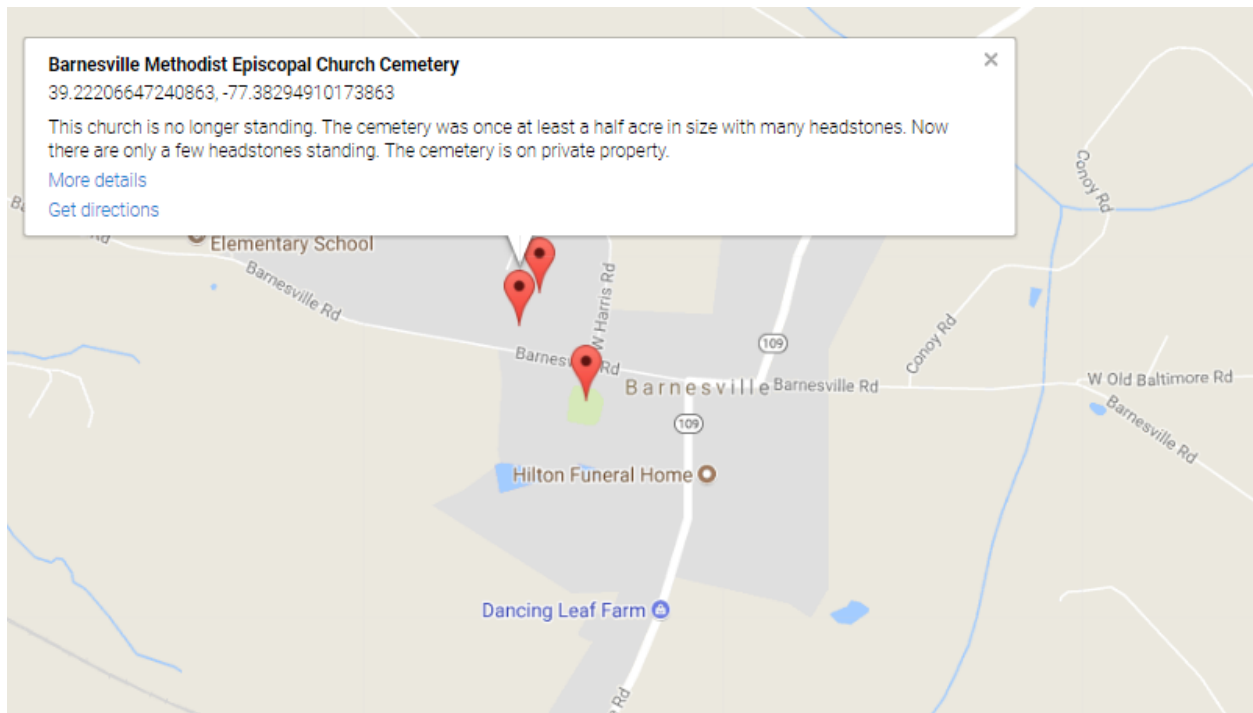 Barnesville Methodist Episcopal Church Cemetery
39.22206647240863, -77.38294910173863
This church is no longer standing. The cemetery was once at least a half acre in size with many headstones. Now
there are only a few headstones standing. The cemetery is on private property.
More details
Get directions
Conoy Rd
Rd
Elementary School
Barnesville Rd
W Harris Rd
109
Conoy Rd
Rd
Barnesville
Barnesville Rd
W Old Baltimore Rd
Barnesville Rd
109
Hilton Funeral Home
Dancing Leaf Farm
Rd